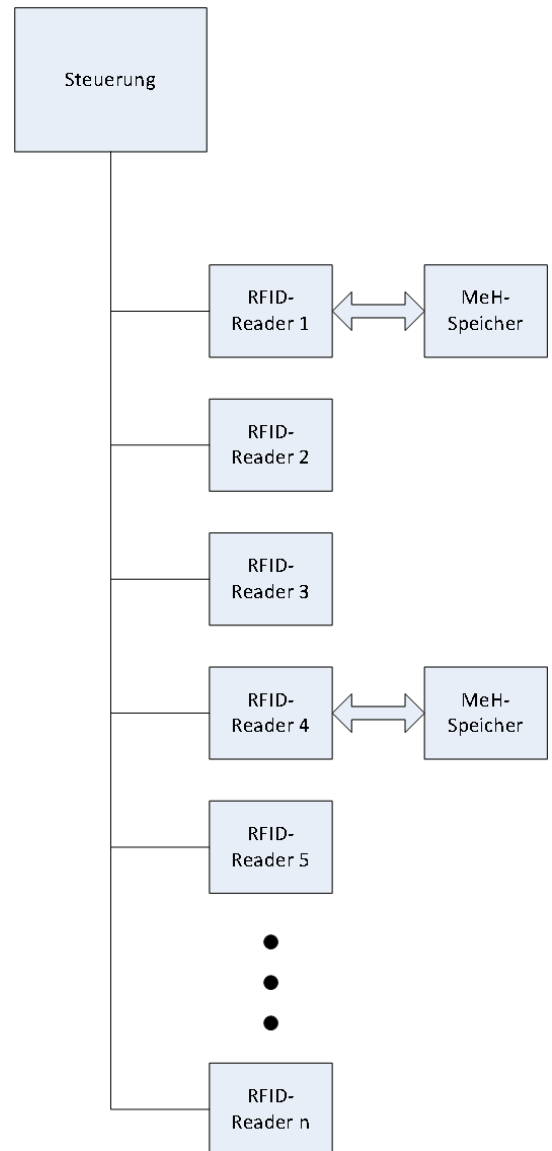 Steuerung
RFID-
Reader 1
MeH-
Speicher
RFID-
Reader 2
RFID-
Reader 3
RFID-
Reader 4
MeH-
Speicher
RFID-
Reader 5
RFID-
Reader n